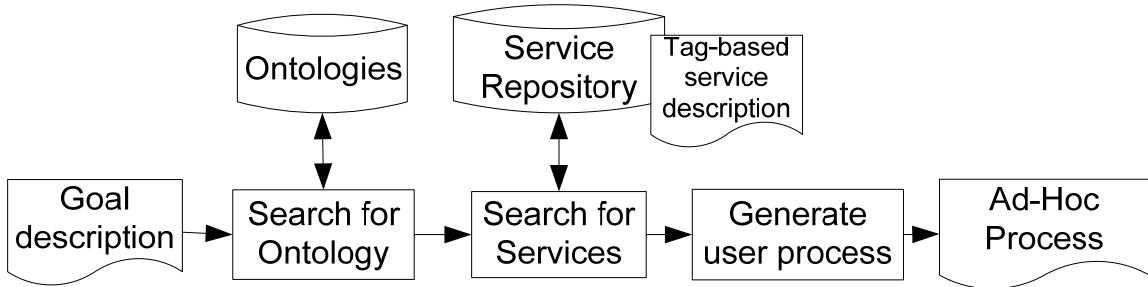 Ontologies
Service
Repository
Tag-based
service
description
Goal
description
Search for
Ontology
Search for
Services
Generate
user process
Ad-Hoc
Process